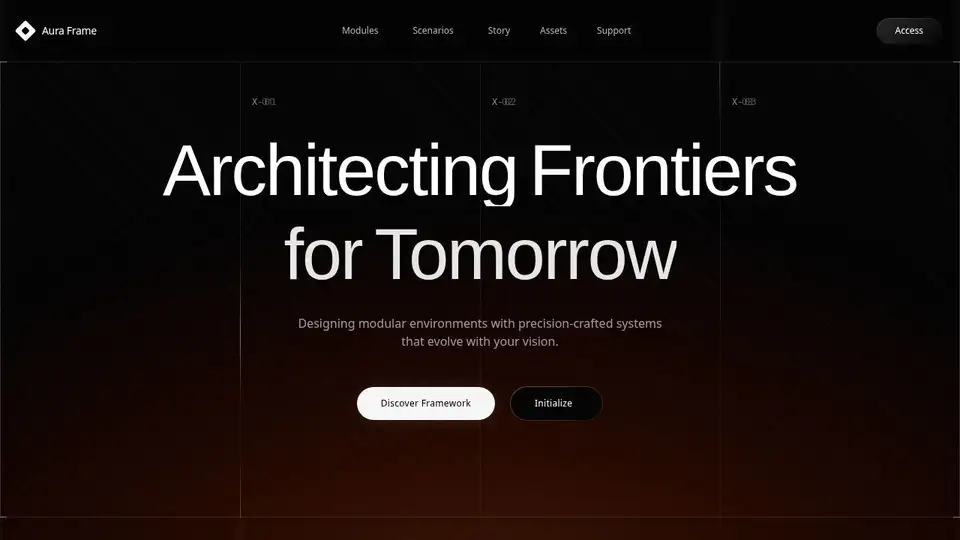 Aura Frame
Modules
Scenarios
Story
Assets
Support
Access
Architecting Frontiers
for Tomorrow
Designing modular environments with precision-crafted systems
that evolve with your vision.
Discover Framework
Initialize